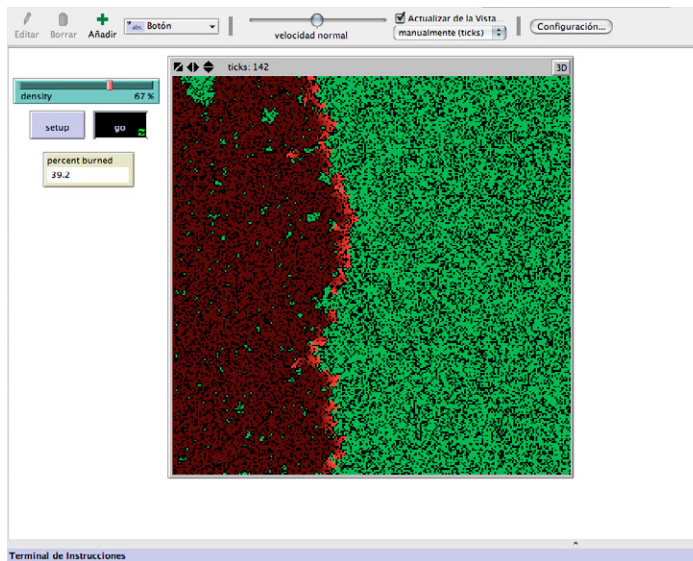 Editar Borrar Añadir abc Botón velocidad normal Actualizar de la Vista... manualmente (ticks) Configuración...
ticks: 142 3D
density 67 %
setup go
percent burned
39.2
Terminal de Instrucciones